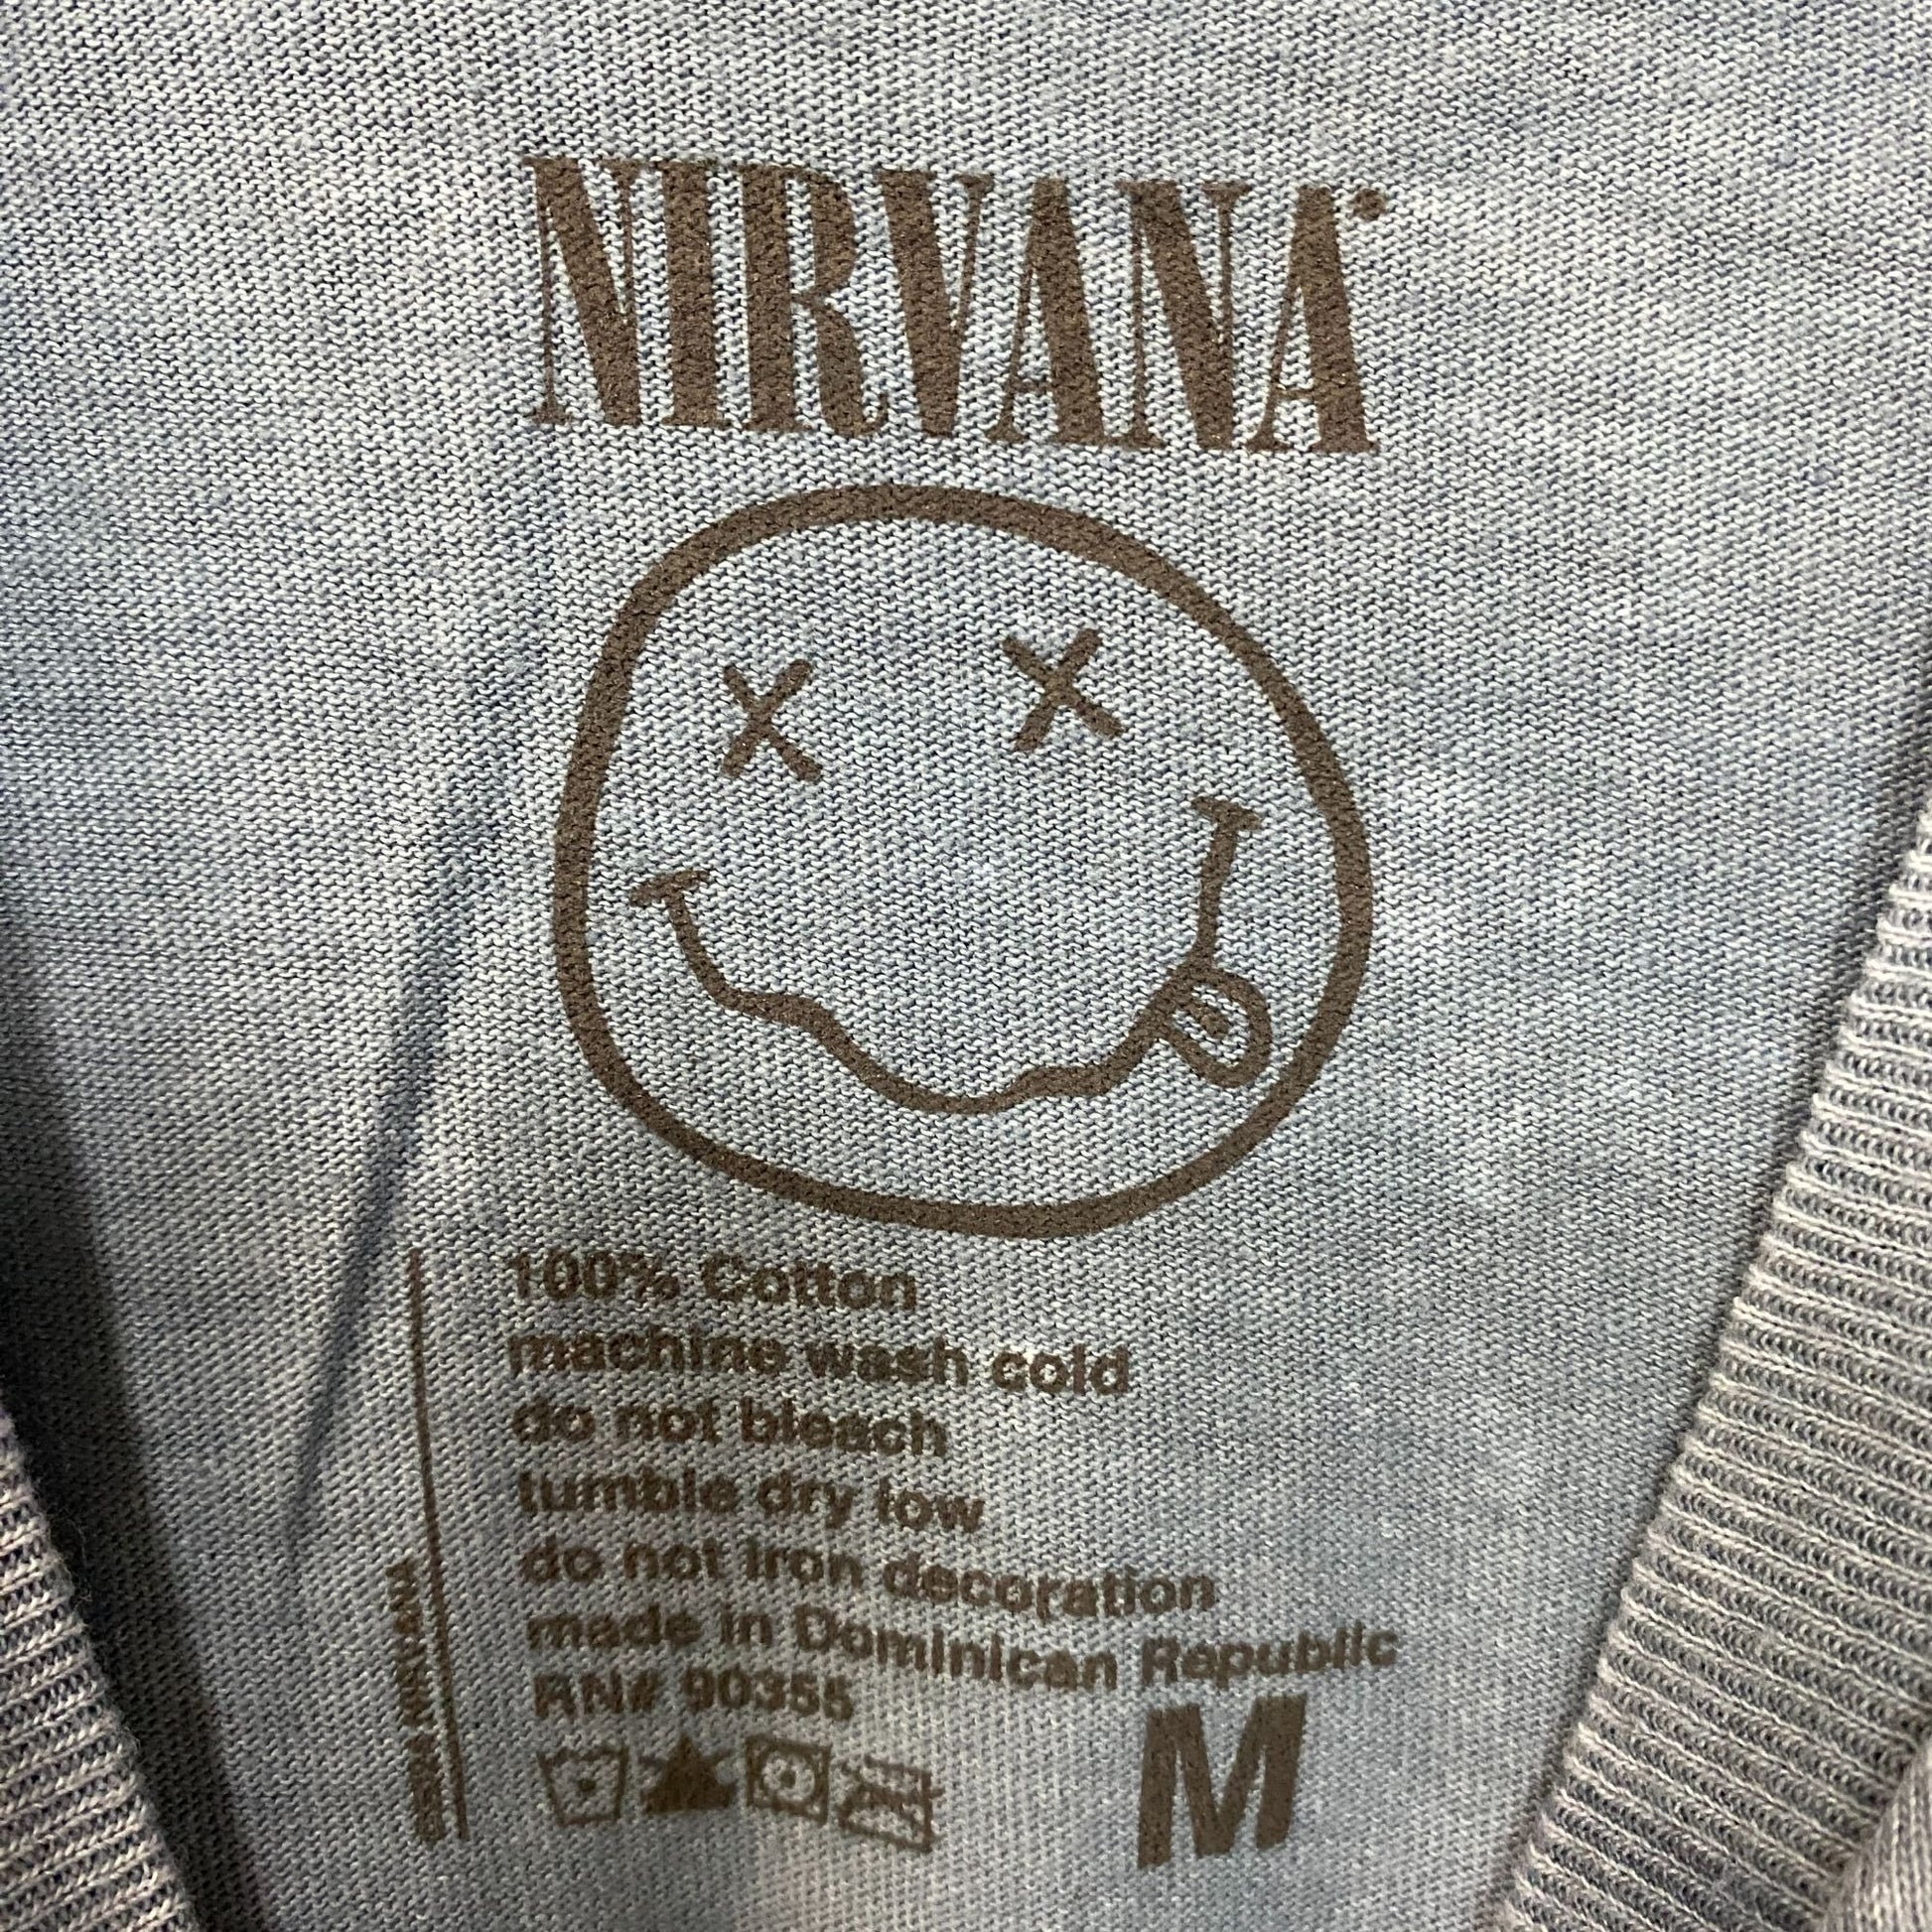 NIRVANA
100% Cotton
machine wash cold
do not bleach
tumble dry low
do not iron decoration
made in Dominican Republic
RN# 90355
M